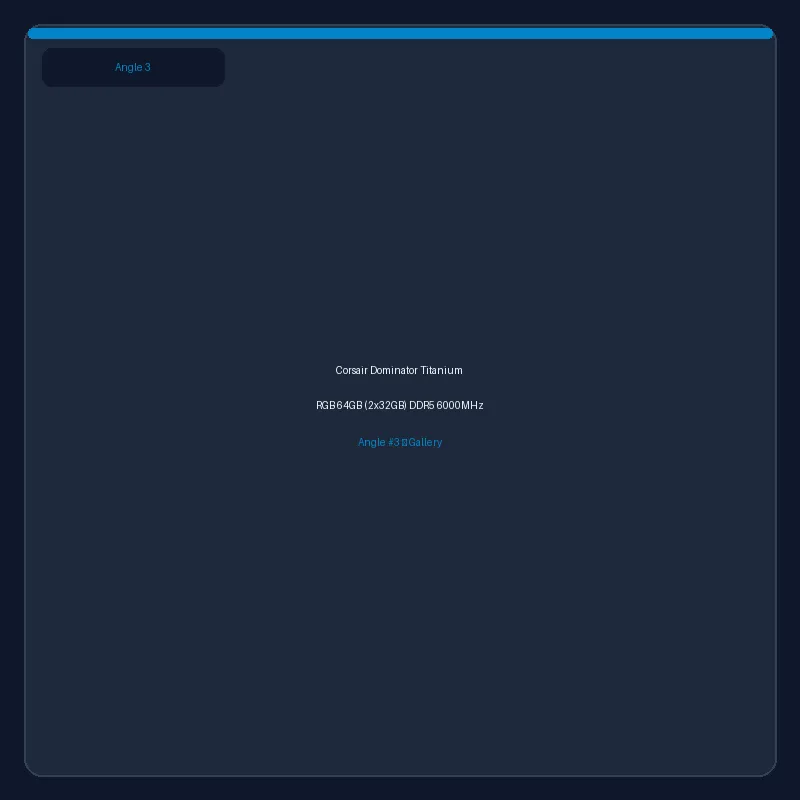 Angle 3
Corsair Dominator Titanium
RGB 64GB (2x32GB) DDR5 6000MHz
Angle #3 Gallery